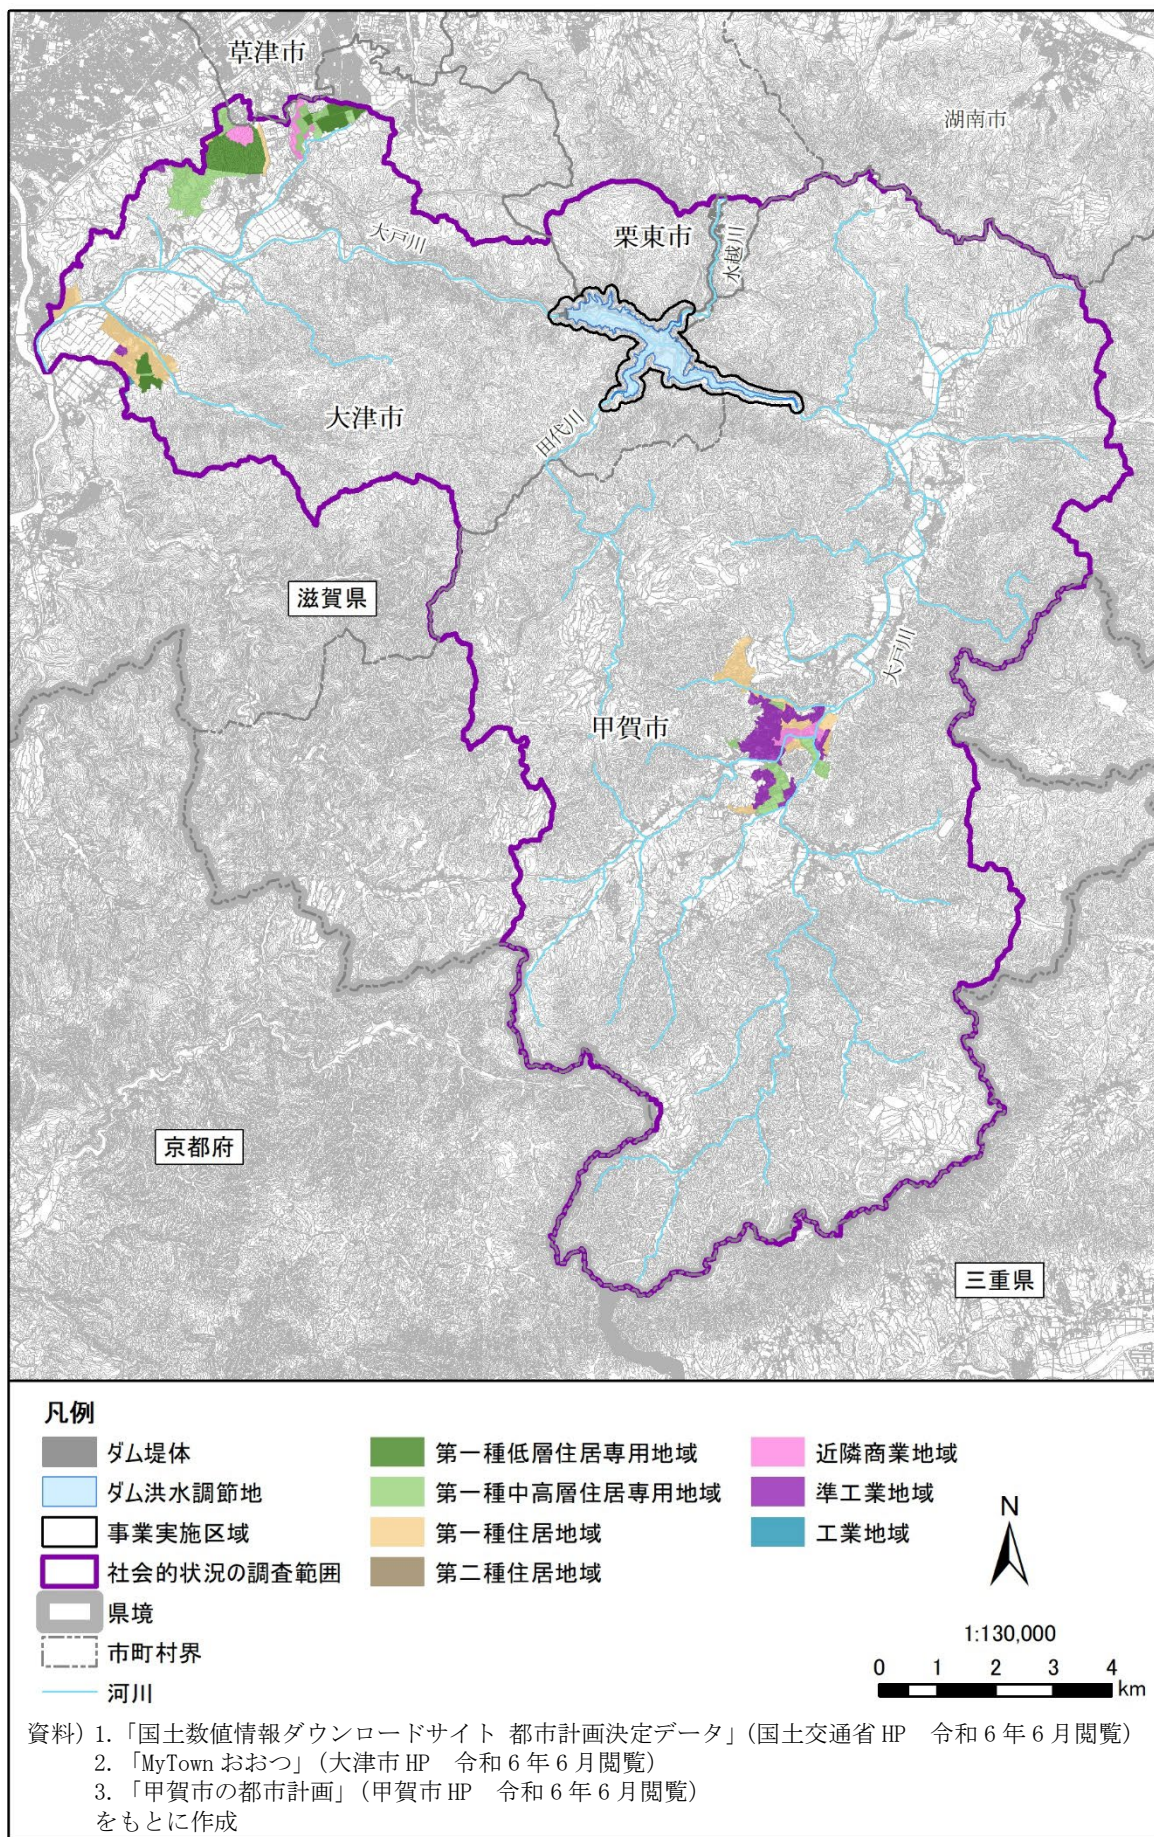 草津市
湖南市
栗東市
大戸川
水越川
大津市
田代川
滋賀県
大戸川
甲賀市
京都府
三重県
凡例
ダム堤体
ダム洪水調節地
事業実施区域
社会的状況の調査範囲
県境
市町村界
河川
第一種低層住居専用地域
第一種中高層住居専用地域
第一種住居地域
第二種住居地域
近隣商業地域
準工業地域
工業地域
N
1:130,000
0 1 2 3 4
km
資料) 1.「国土数値情報ダウンロードサイト 都市計画決定データ」(国土交通省 HP 令和 6 年 6 月閲覧)
2.「MyTown おおつ」(大津市 HP 令和 6 年 6 月閲覧)
3.「甲賀市の都市計画」(甲賀市 HP 令和 6 年 6 月閲覧)
をもとに作成